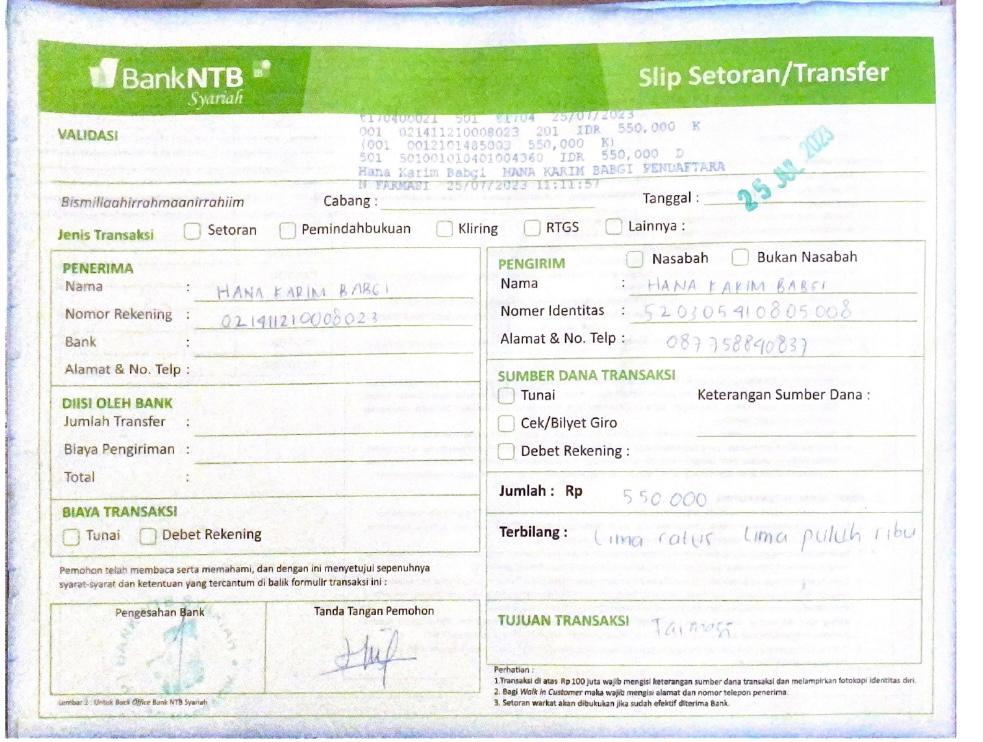 BankNTB
Syariah
Slip Setoran/Transfer
VALIDASI
501 25/07/2023
001 021411210008023 201 IDR 550,000 K
(001 0012101485003 550,000 K)
501 501001010401004360 IDR 550,000 D
Hana Karim Babgi HANA KARIM BABGI PENDAFTARA
N FARMASI 25/07/2023 11:11:57
25 JUL 2023
Bismillaahirrahmaanirrahiim Cabang : Tanggal :
Jenis Transaksi Setoran Pemindahbukuan Kliring RTGS Lainnya :
PENERIMA
Nama : HANA KARIM BABGI
Nomor Rekening : 021411210008023
Bank :
Alamat & No. Telp :
DIISI OLEH BANK
Jumlah Transfer :
Biaya Pengiriman :
Total :
BIAYA TRANSAKSI
Tunai Debet Rekening
Pemohon telah membaca serta memahami, dan dengan ini menyetujui sepenuhnya
syarat-syarat dan ketentuan yang tercantum di balik formulir transaksi ini :
Pengesahan Bank Tanda Tangan Pemohon
Lembar 2 : Untuk Back Office Bank NTB Syariah
PENGIRIM Nasabah Bukan Nasabah
Nama : HANA KARIM BABGI
Nomer Identitas : 520305410805008
Alamat & No. Telp : 087758840837
SUMBER DANA TRANSAKSI
Tunai Keterangan Sumber Dana :
Cek/Bilyet Giro
Debet Rekening :
Jumlah : Rp 550.000
Terbilang : Lima ratus Lima puluh ribu
TUJUAN TRANSAKSI
Perhatian :
1.Transaksi di atas Rp 100 juta wajib mengisi keterangan sumber dana transaksi dan melampirkan fotokopi identitas diri.
2. Bagi Walk in Customer maka wajib mengisi alamat dan nomor telepon penerima.
3. Setoran warkat akan dibukukan jika sudah efektif diterima Bank.